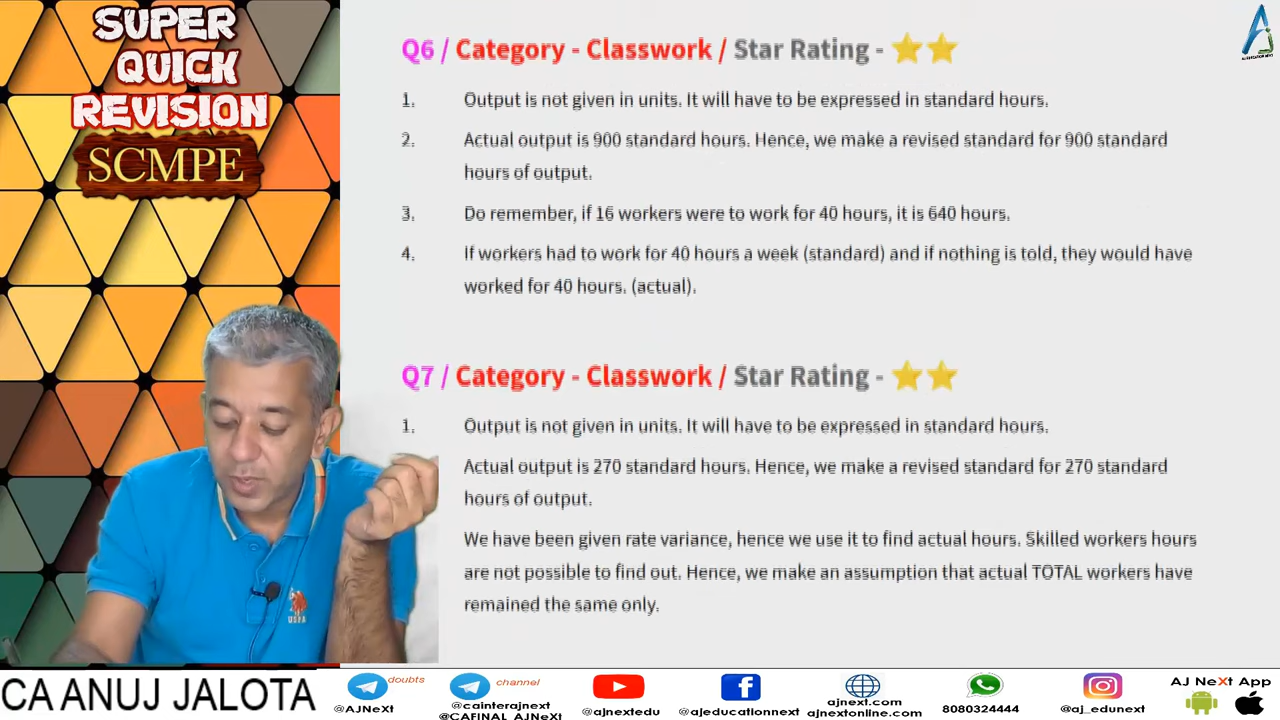 SUPER
QUICK
REVISION
SCMPE
Q6 / Category - Classwork / Star Rating -
1. Output is not given in units. It will have to be expressed in standard hours.
2. Actual output is 900 standard hours. Hence, we make a revised standard for 900 standard
hours of output.
3. Do remember, if 16 workers were to work for 40 hours, it is 640 hours.
4. If workers had to work for 40 hours a week (standard) and if nothing is told, they would have
worked for 40 hours. (actual).
Q7 / Category - Classwork / Star Rating -
1. Output is not given in units. It will have to be expressed in standard hours.
Actual output is 270 standard hours. Hence, we make a revised standard for 270 standard
hours of output.
We have been given rate variance, hence we use it to find actual hours. Skilled workers hours
are not possible to find out. Hence, we make an assumption that actual TOTAL workers have
remained the same only.
USPA
CA ANUJ JALOTA
doubts
@AJNeXt
channel
@cainterajnext
@CAFINAL_AJNeXt
@ajnextedu
@ajeducationnext
ajnext.com
ajnextonline.com
8080324444
@aj_edunext
AJ NeXt App